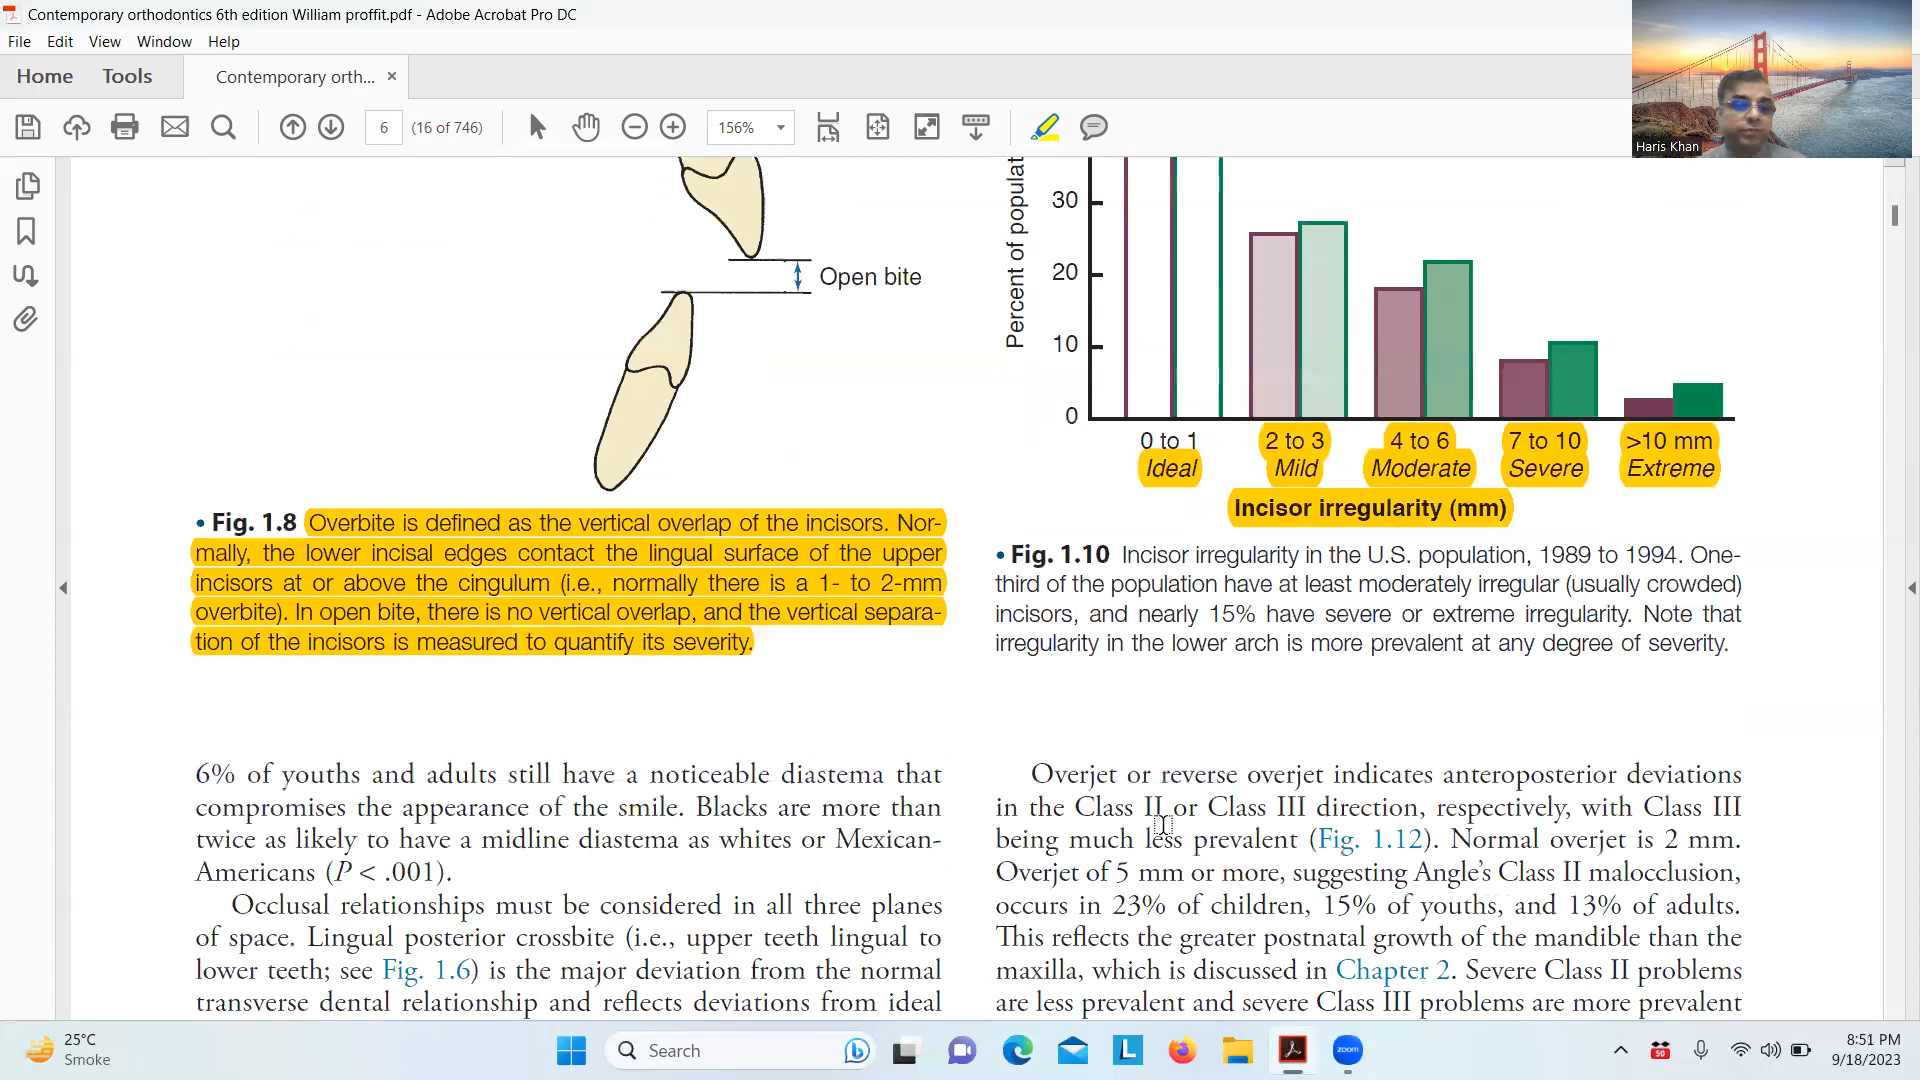 Contemporary orthodontics 6th edition William proffit.pdf - Adobe Acrobat Pro DC
File Edit View Window Help
Home Tools Contemporary orth... ×
6 (16 of 746) 156%
Haris Khan
Open bite
Percent of populat
30
20
10
0
0 to 1 2 to 3 4 to 6 7 to 10 >10 mm
Ideal Mild Moderate Severe Extreme
Incisor irregularity (mm)
• Fig. 1.8 Overbite is defined as the vertical overlap of the incisors. Nor-
mally, the lower incisal edges contact the lingual surface of the upper
incisors at or above the cingulum (i.e., normally there is a 1- to 2-mm
overbite). In open bite, there is no vertical overlap, and the vertical separa-
tion of the incisors is measured to quantify its severity.
• Fig. 1.10 Incisor irregularity in the U.S. population, 1989 to 1994. One-
third of the population have at least moderately irregular (usually crowded)
incisors, and nearly 15% have severe or extreme irregularity. Note that
irregularity in the lower arch is more prevalent at any degree of severity.
6% of youths and adults still have a noticeable diastema that
compromises the appearance of the smile. Blacks are more than
twice as likely to have a midline diastema as whites or Mexican-
Americans (P < .001).
Occlusal relationships must be considered in all three planes
of space. Lingual posterior crossbite (i.e., upper teeth lingual to
lower teeth; see Fig. 1.6) is the major deviation from the normal
transverse dental relationship and reflects deviations from ideal
Overjet or reverse overjet indicates anteroposterior deviations
in the Class II or Class III direction, respectively, with Class III
being much less prevalent (Fig. 1.12). Normal overjet is 2 mm.
Overjet of 5 mm or more, suggesting Angle's Class II malocclusion,
occurs in 23% of children, 15% of youths, and 13% of adults.
This reflects the greater postnatal growth of the mandible than the
maxilla, which is discussed in Chapter 2. Severe Class II problems
are less prevalent and severe Class III problems are more prevalent
25°C
Smoke
Search
L
zoom
50
8:51 PM
9/18/2023